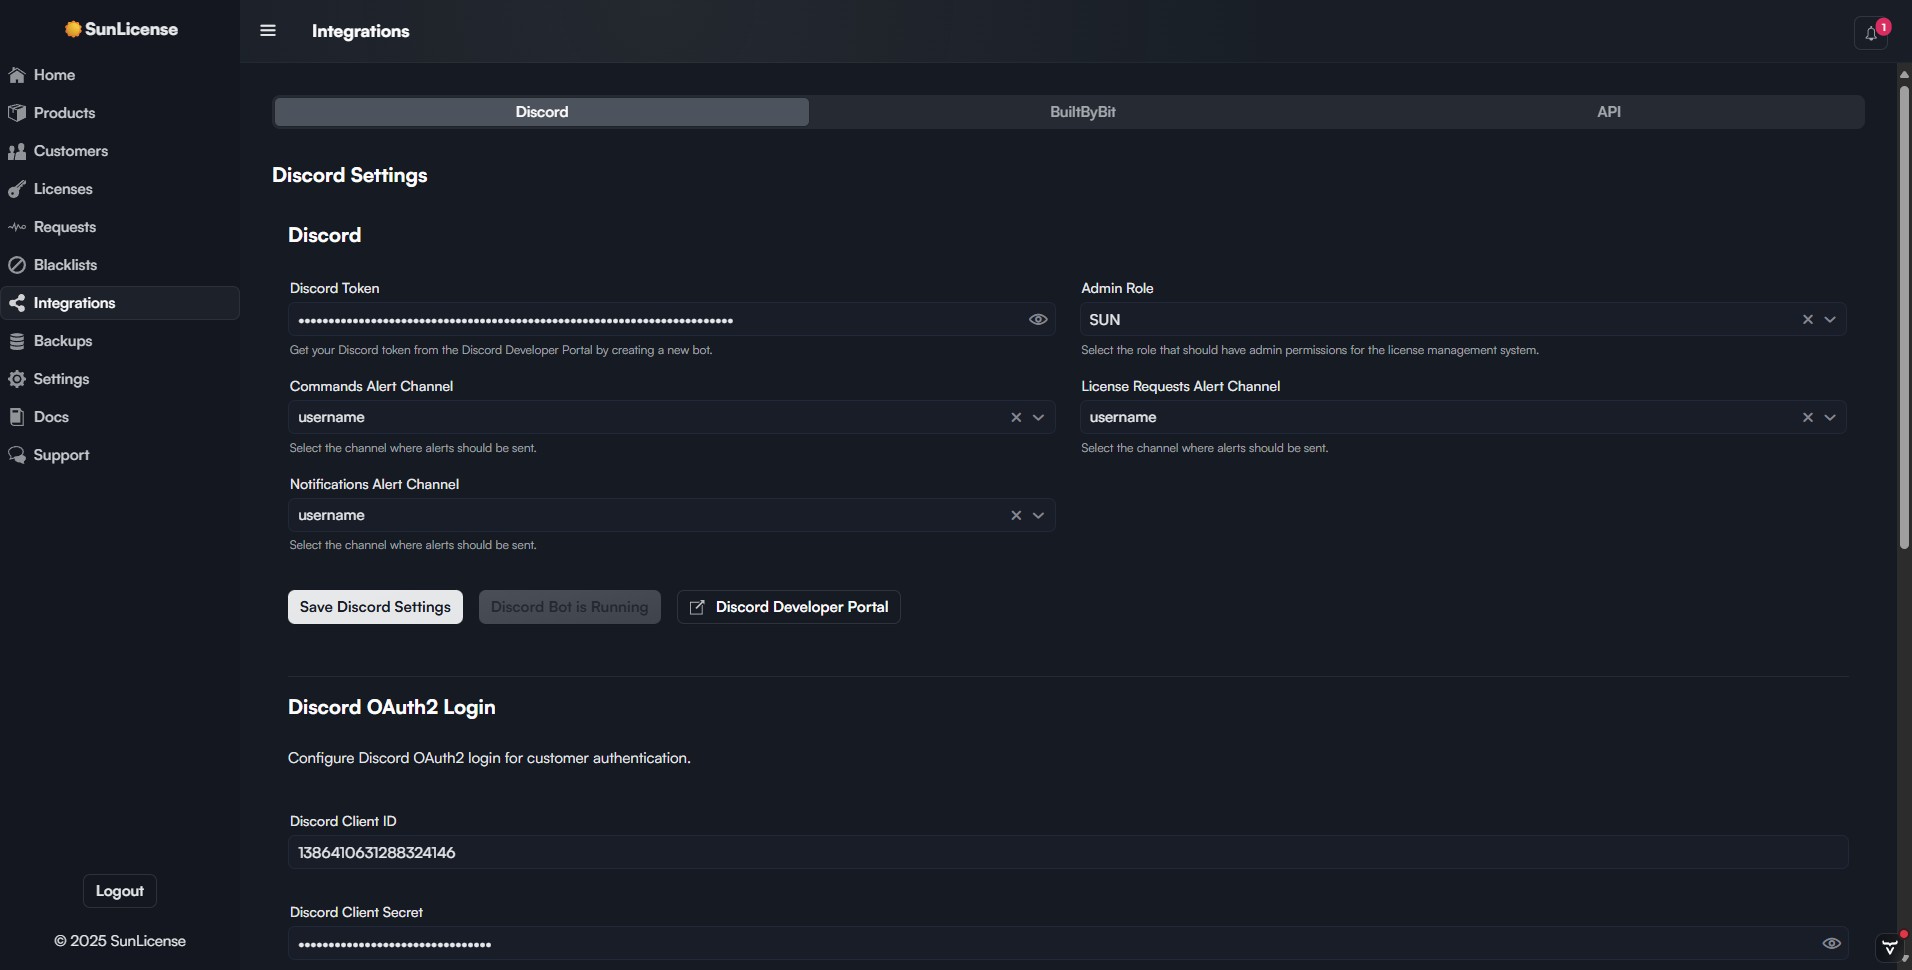 SunLicense
Integrations
1
Home
Products
Customers
Licenses
Requests
Blacklists
Integrations
Backups
Settings
Docs
Support
Logout
© 2025 SunLicense
Discord
BuiltByBit
API
Discord Settings
Discord
Discord Token
Admin Role
••••••••••••••••••••••••••••••••••••••••••••••••••••••••••••••••••••••••
SUN
Get your Discord token from the Discord Developer Portal by creating a new bot.
Select the role that should have admin permissions for the license management system.
Commands Alert Channel
License Requests Alert Channel
username
username
Select the channel where alerts should be sent.
Select the channel where alerts should be sent.
Notifications Alert Channel
username
Select the channel where alerts should be sent.
Save Discord Settings
Discord Bot is Running
Discord Developer Portal
Discord OAuth2 Login
Configure Discord OAuth2 login for customer authentication.
Discord Client ID
1386410631288324146
Discord Client Secret
••••••••••••••••••••••••••••••••